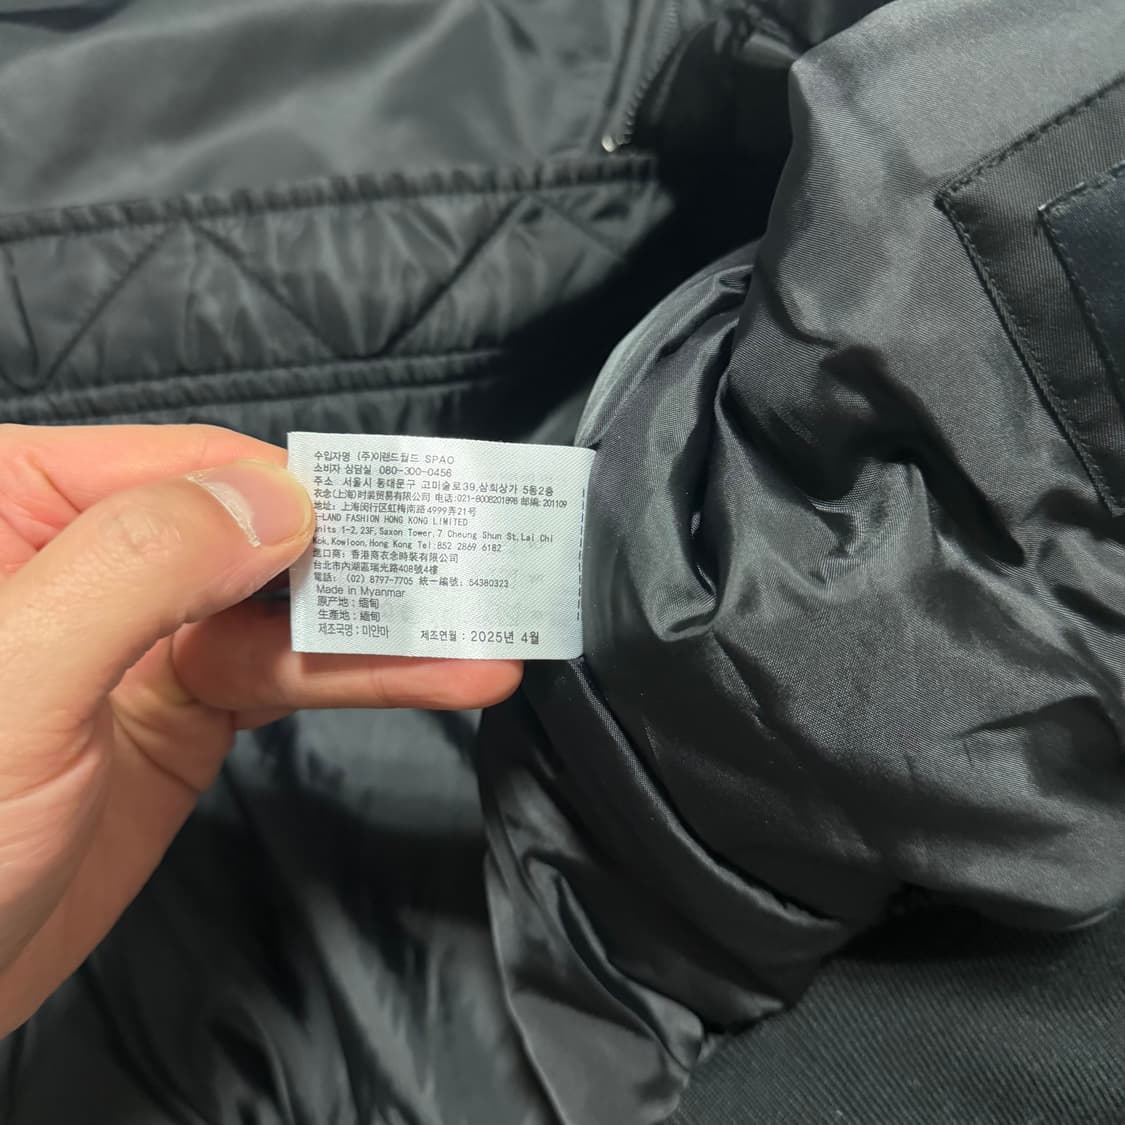 수입자명 (주)이랜드월드 SPAO
소비자 상담실 080-300-0456
주소 서울시 동대문구 고미술로39,삼희상가 5동2층
衣念(上海)时装贸易有限公司 电话:021-8008201898 邮编:201109
地址: 上海闵行区虹梅南路4999弄21号
-LAND FASHION HONG KONG LIMITED
nits 1-2, 23F, Saxon Tower, 7 Cheung Shun St, Lai Chi
Kok, Kowloon, Hong Kong Tel:852 2869 6182
進口商: 香港商衣念時裝有限公司
台北市內湖區瑞光路408號4樓
電話: (02) 8797-7705 統一編號: 54380323
Made in Myanmar
原产地 : 缅甸
生產地 : 緬甸
제조국명 : 미얀마 제조연월 : 2025년 4월